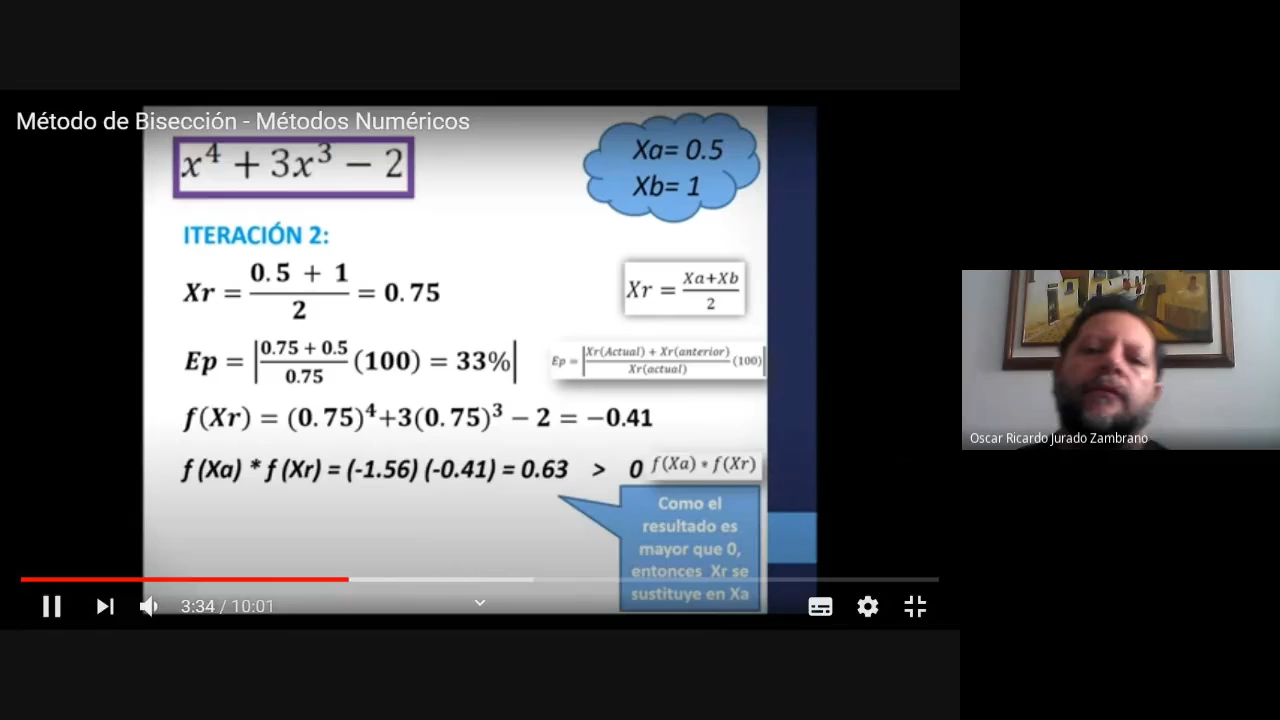 Método de Bisección - Métodos Numéricos
x⁴ + 3x³ − 2
Xa= 0.5
Xb= 1
ITERACIÓN 2:
Xr = (0.5 + 1)/2 = 0.75
Xr = (Xa+Xb)/2
Ep = |(0.75 + 0.5)/0.75 (100) = 33%|
Ep = |(Xr(Actual) + Xr(anterior))/Xr(actual) (100)|
f(Xr) = (0.75)⁴+3(0.75)³ − 2 = −0.41
f (Xa) * f (Xr) = (-1.56) (-0.41) = 0.63 > 0
f(Xa) * f(Xr)
Como el
resultado es
mayor que 0,
entonces Xr se
sustituye en Xa
3:34 / 10:01
Oscar Ricardo Jurado Zambrano